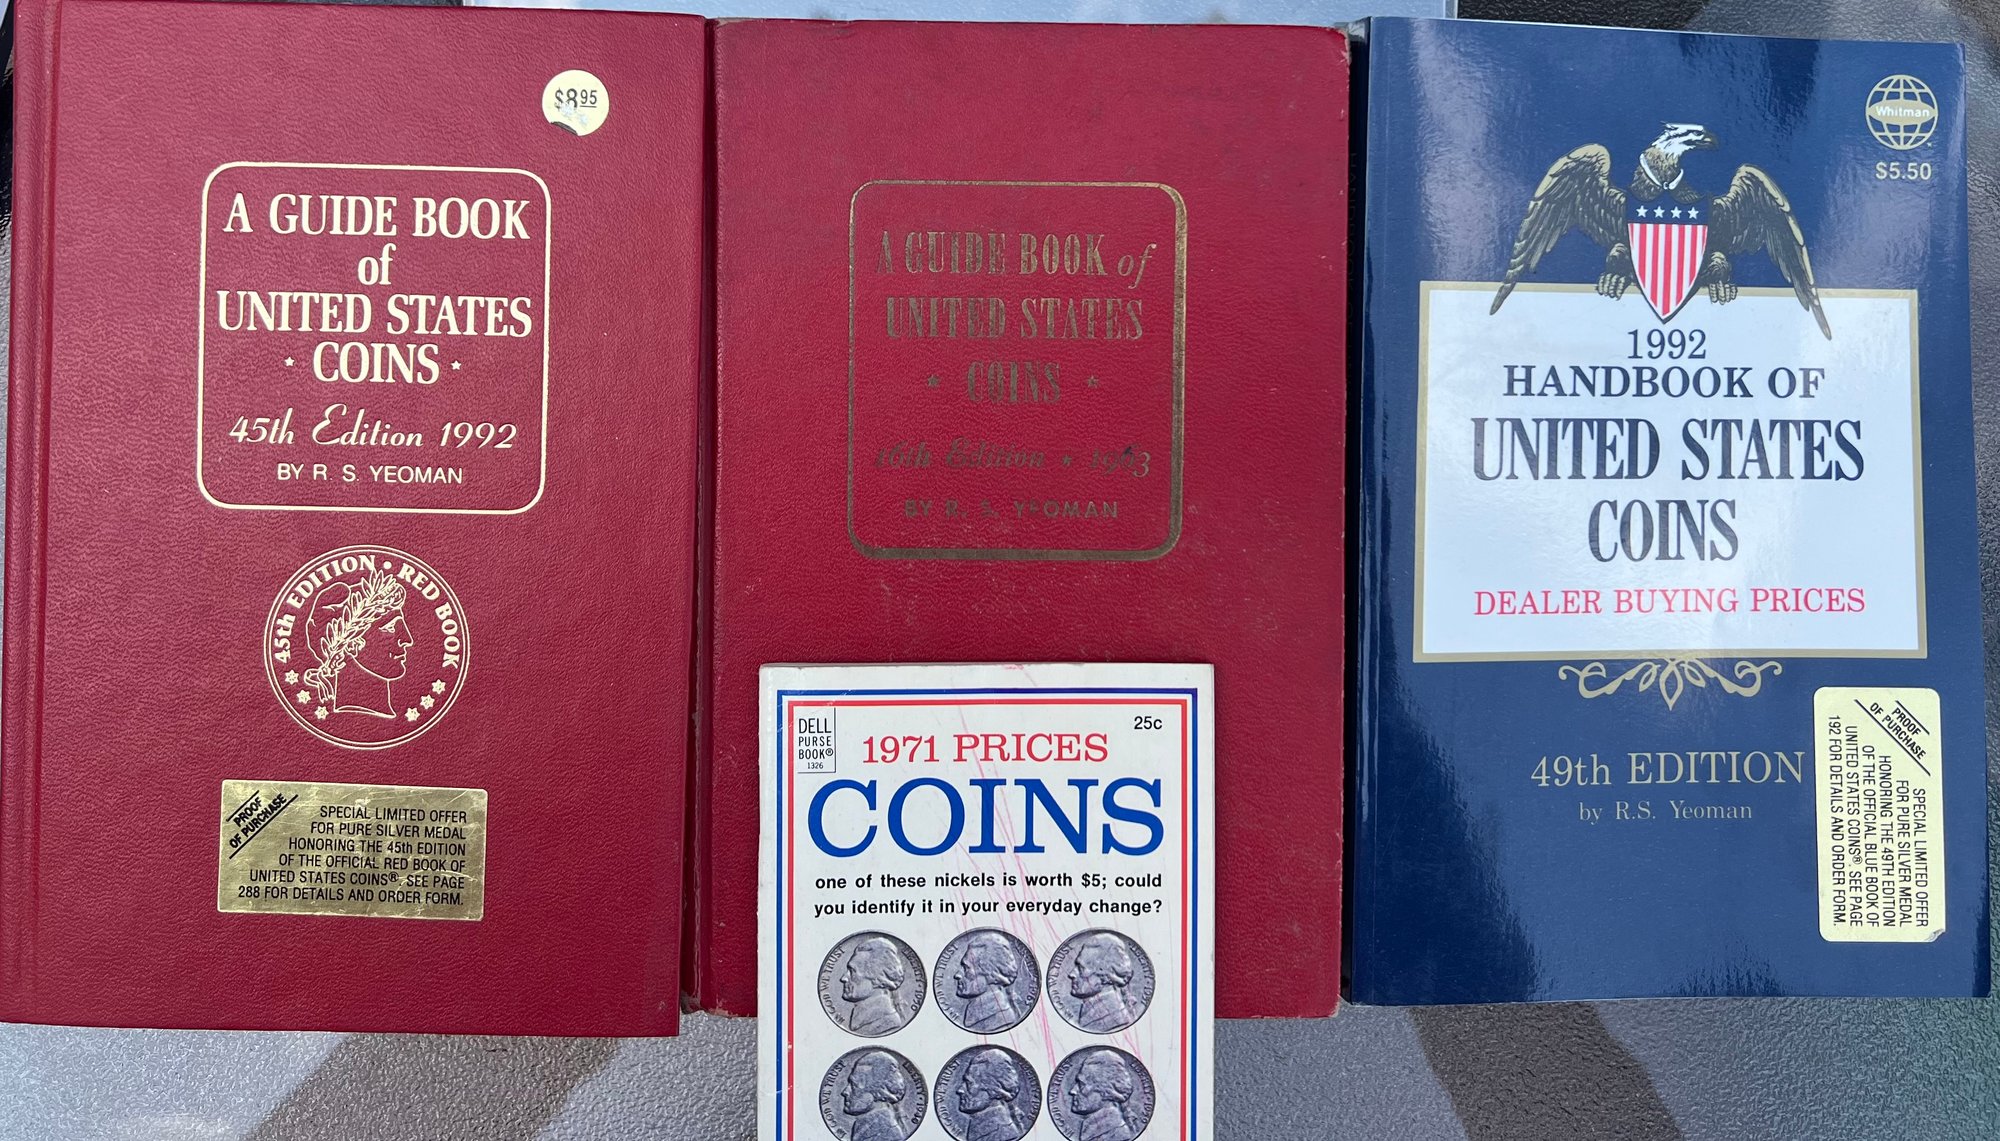 $8.95
A GUIDE BOOK
of
UNITED STATES
COINS
45th Edition 1992
BY R. S. YEOMAN
45th EDITION • RED BOOK
PROOF
OF PURCHASE
SPECIAL LIMITED OFFER
FOR PURE SILVER MEDAL
HONORING THE 45th EDITION
OF THE OFFICIAL RED BOOK OF
UNITED STATES COINS®. SEE PAGE
288 FOR DETAILS AND ORDER FORM.
A GUIDE BOOK of
UNITED STATES
★ COINS ★
16th Edition ★ 1963
BY R. S. YEOMAN
DELL
PURSE
BOOK®
1326
25c
1971 PRICES
COINS
one of these nickels is worth $5; could
you identify it in your everyday change?
IN GOD WE TRUST
LIBERTY
Whitman
$5.50
1992
HANDBOOK OF
UNITED STATES
COINS
DEALER BUYING PRICES
49th EDITION
by R.S. Yeoman
PROOF
OF PURCHASE
SPECIAL LIMITED OFFER
FOR PURE SILVER MEDAL
HONORING THE 49TH EDITION
OF THE OFFICIAL BLUE BOOK OF
UNITED STATES COINS®. SEE PAGE
192 FOR DETAILS AND ORDER FORM.